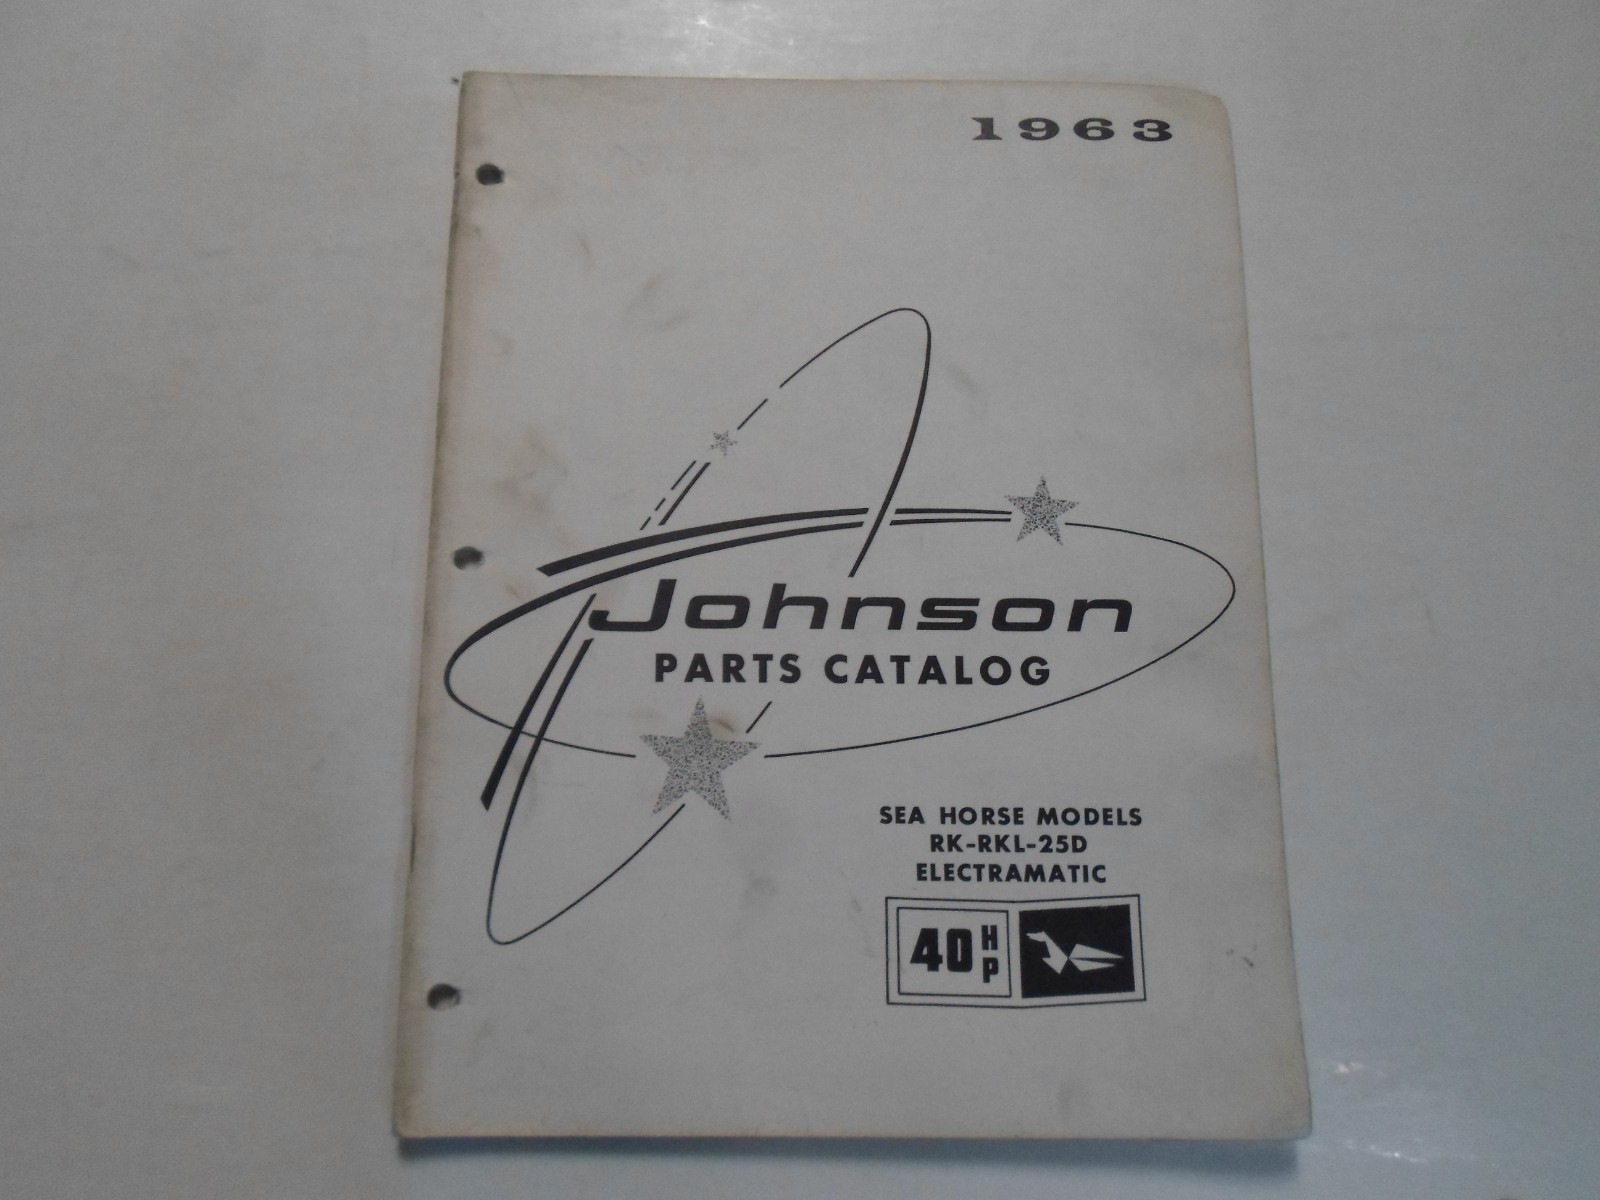 1963
Johnson
PARTS CATALOG
SEA HORSE MODELS
RK-RKL-25D
ELECTRAMATIC
40 HP